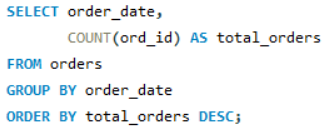 SELECT order_date,
       COUNT(ord_id) AS total_orders
FROM orders
GROUP BY order_date
ORDER BY total_orders DESC;